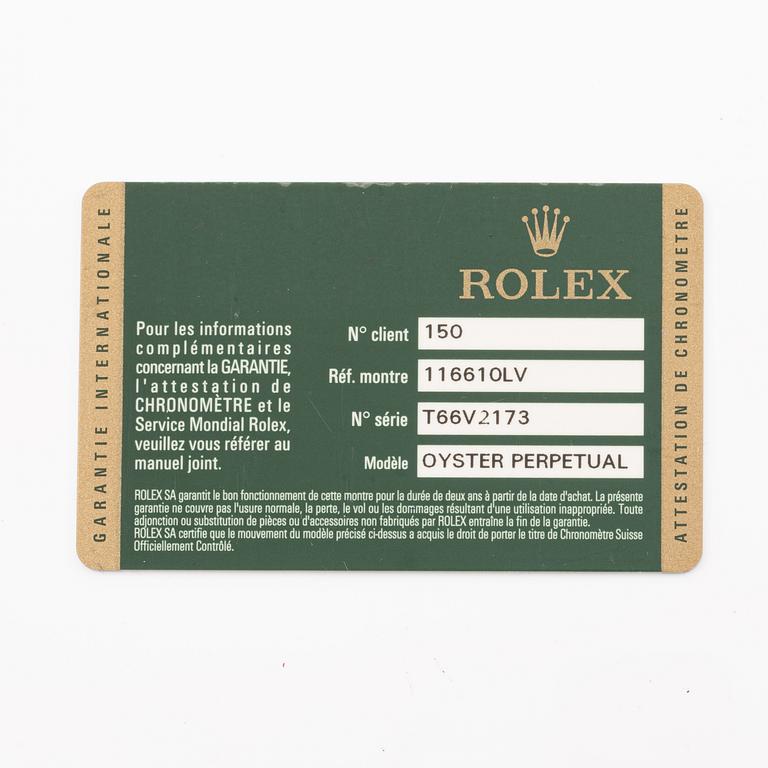 GARANTIE INTERNATIONALE
ROLEX
Pour les informations
complémentaires
concernant la GARANTIE,
l'attestation de
CHRONOMÈTRE et le
Service Mondial Rolex,
veuillez vous référer au
manuel joint.
N° client 150
Réf. montre 116610LV
N° série T66V2173
Modèle OYSTER PERPETUAL
ROLEX SA garantit le bon fonctionnement de cette montre pour la durée de deux ans à partir de la date d'achat. La présente
garantie ne couvre pas l'usure normale, la perte, le vol ou les dommages résultant d'une utilisation inappropriée. Toute
adjonction ou substitution de pièces ou d'accessoires non fabriqués par ROLEX entraîne la fin de la garantie.
ROLEX SA certifie que le mouvement du modèle précisé ci-dessus a acquis le droit de porter le titre de Chronomètre Suisse
Officiellement Contrôlé.
ATTESTATION DE CHRONOMETRE